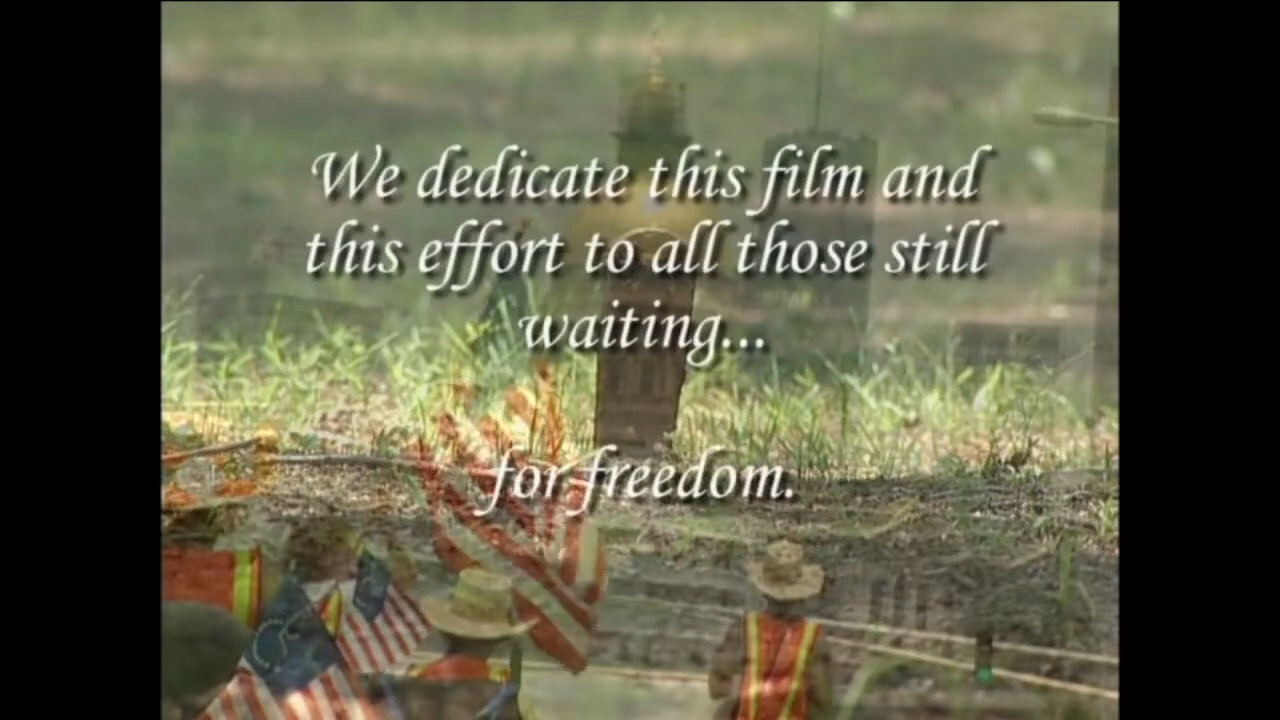 We dedicate this film and
this effort to all those still
waiting...
for freedom.